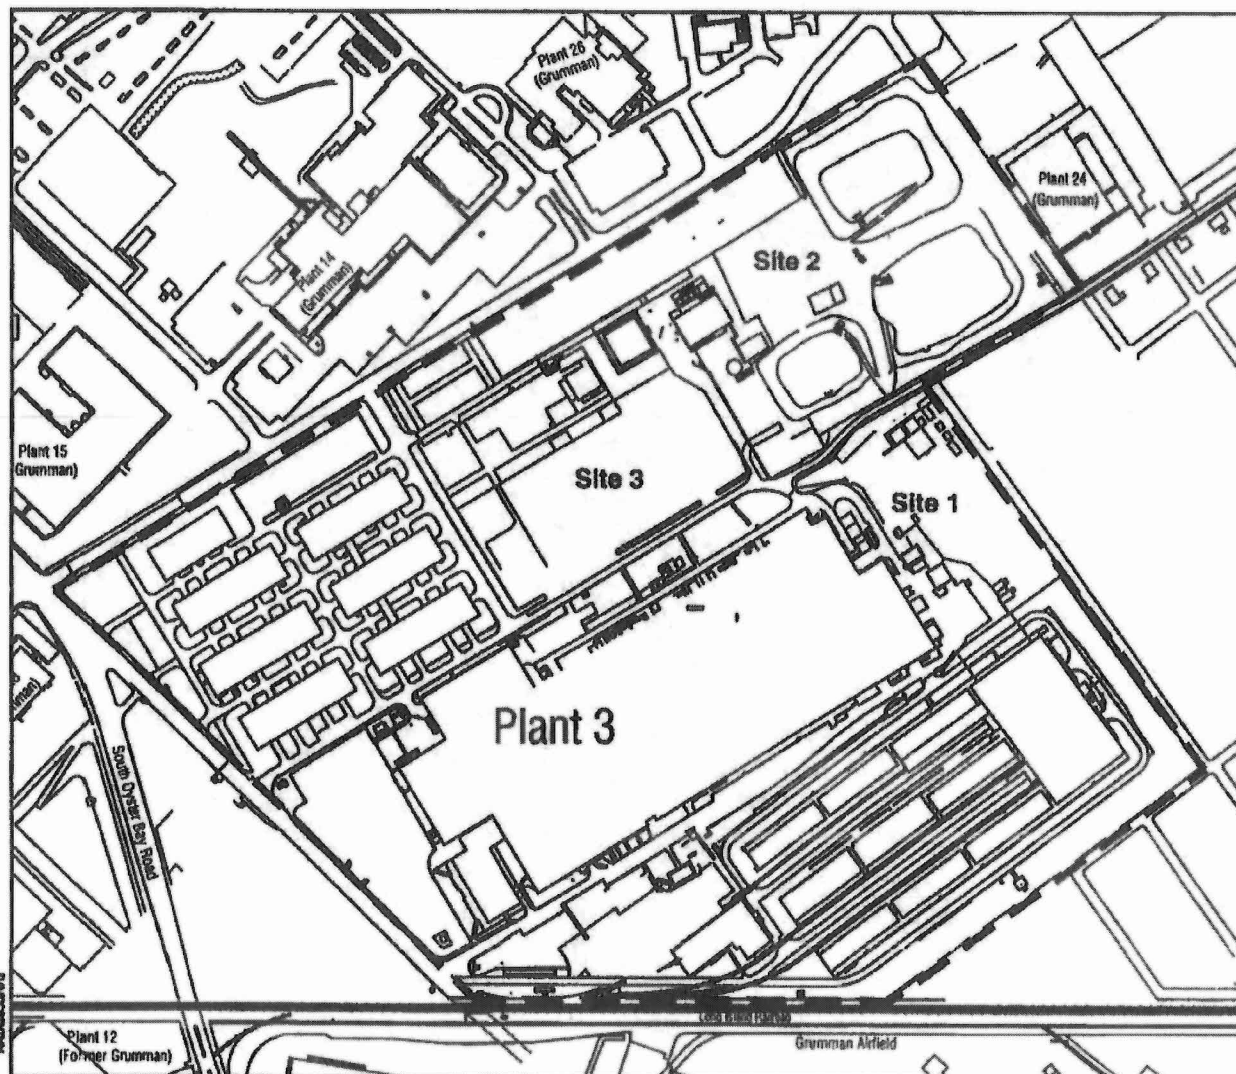 Plant 26
(Grumman)
Plant 24
(Grumman)
Site 2
Plant 14
(Grumman)
Plant 15
Grumman)
Site 3
Site 1
Plant 3
South Oyster Bay Road
Long Island Railroad
Plant 12
(Former Grumman)
Grumman Airfield